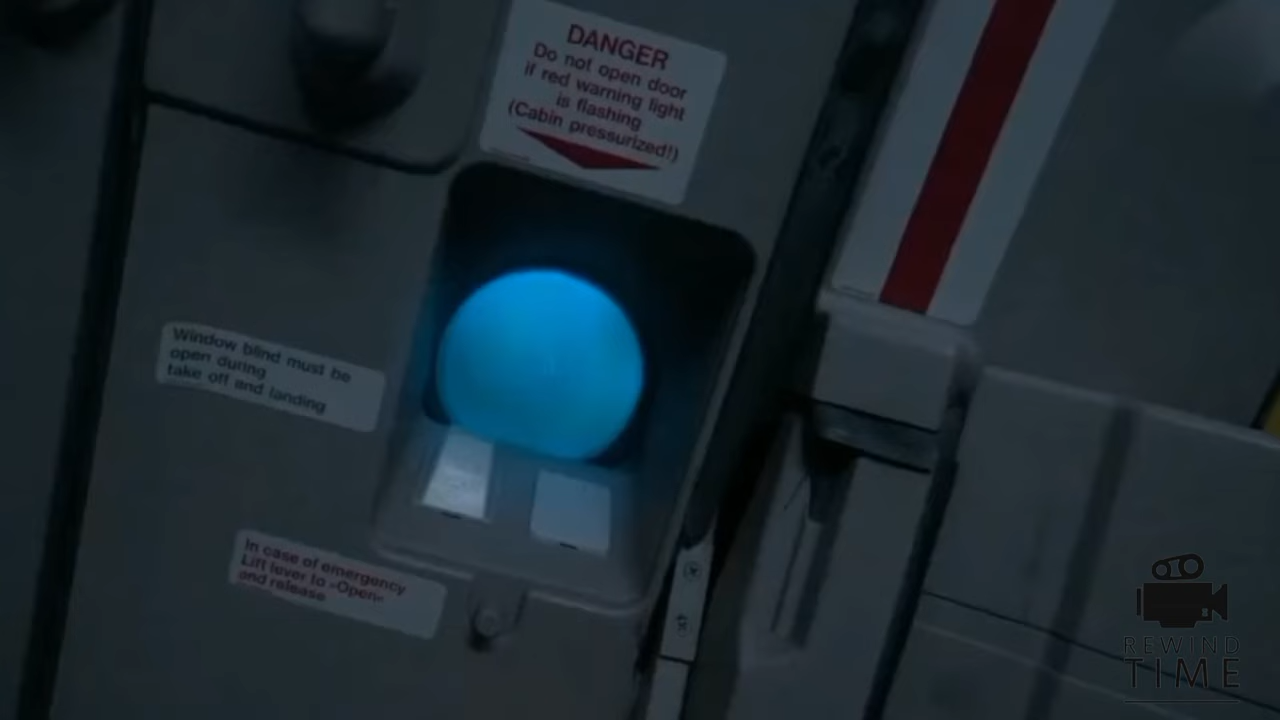 DANGER
Do not open door
if red warning light
is flashing
(Cabin pressurized!)
Window blind must be
open during
take off and landing
In case of emergency
Lift lever to »Open«
and release
REWIND
TIME